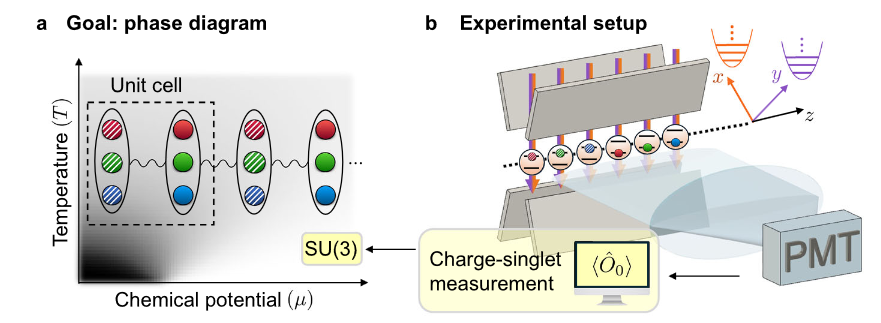 a Goal: phase diagram
Temperature (T)
Unit cell
...
SU(3)
Chemical potential (μ)
b Experimental setup
x
y
z
Charge-singlet
measurement
⟨Ô₀⟩
PMT